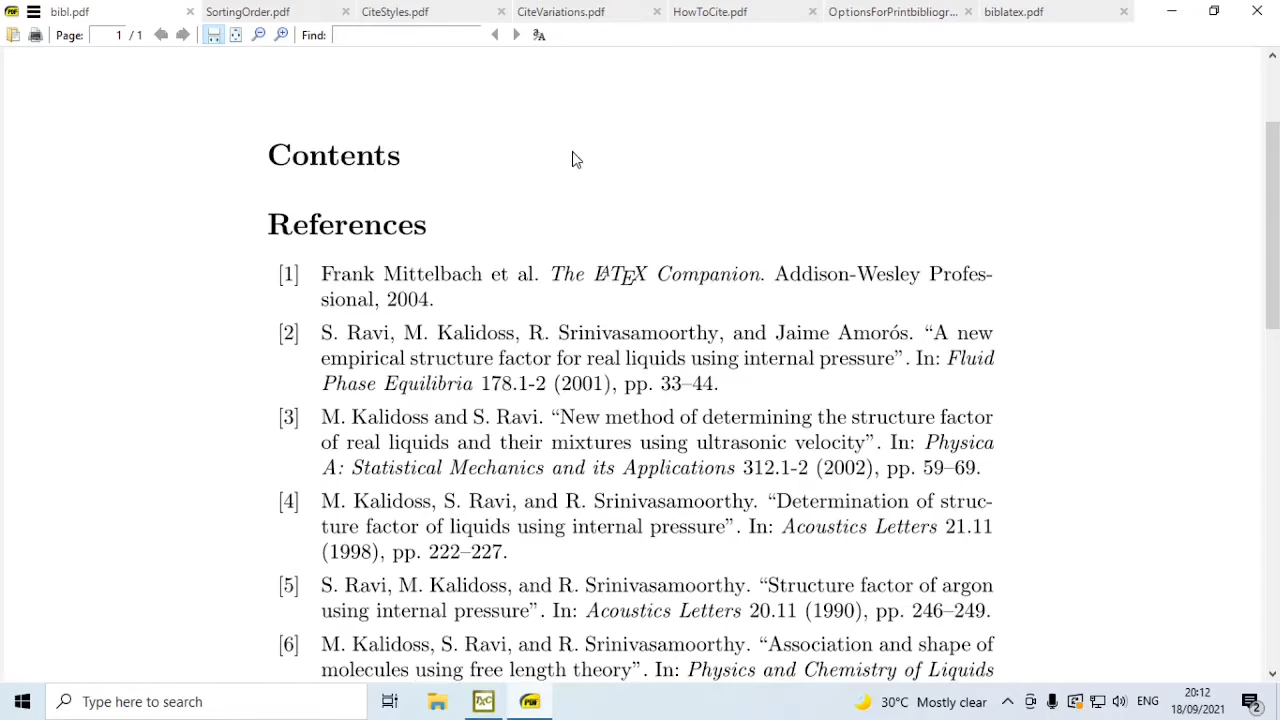 bibl.pdf SortingOrder.pdf CiteStyles.pdf CiteVariations.pdf HowToCite.pdf OptionsForPrintbibliogr... biblatex.pdf
Page: 1 / 1 Find:
Contents
References
[1] Frank Mittelbach et al. The LATEX Companion. Addison-Wesley Profes-
sional, 2004.
[2] S. Ravi, M. Kalidoss, R. Srinivasamoorthy, and Jaime Amorós. “A new
empirical structure factor for real liquids using internal pressure”. In: Fluid
Phase Equilibria 178.1-2 (2001), pp. 33–44.
[3] M. Kalidoss and S. Ravi. “New method of determining the structure factor
of real liquids and their mixtures using ultrasonic velocity”. In: Physica
A: Statistical Mechanics and its Applications 312.1-2 (2002), pp. 59–69.
[4] M. Kalidoss, S. Ravi, and R. Srinivasamoorthy. “Determination of struc-
ture factor of liquids using internal pressure”. In: Acoustics Letters 21.11
(1998), pp. 222–227.
[5] S. Ravi, M. Kalidoss, and R. Srinivasamoorthy. “Structure factor of argon
using internal pressure”. In: Acoustics Letters 20.11 (1990), pp. 246–249.
[6] M. Kalidoss, S. Ravi, and R. Srinivasamoorthy. “Association and shape of
molecules using free length theory”. In: Physics and Chemistry of Liquids
Type here to search TXC PDF 30°C Mostly clear ENG 20:12
18/09/2021 2